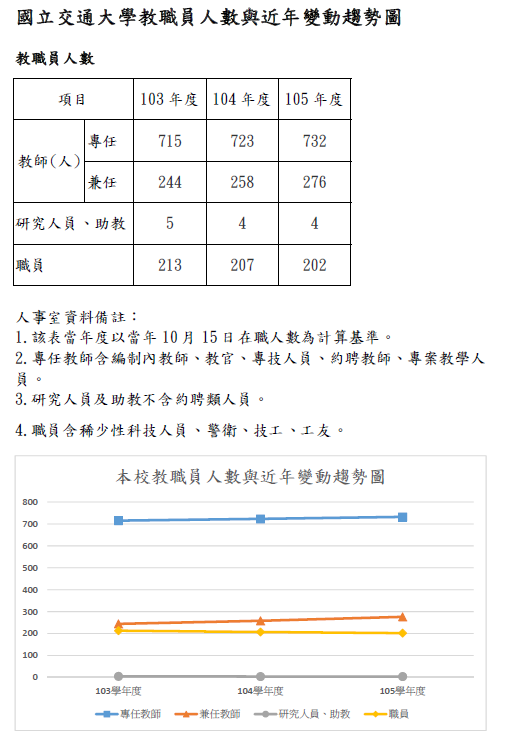 國立交通大學教職員人數與近年變動趨勢圖
教職員人數
項目 103 年度 104 年度 105 年度
教師(人) 專任 715 723 732
兼任 244 258 276
研究人員、助教 5 4 4
職員 213 207 202
人事室資料備註：
1.該表當年度以當年 10 月 15 日在職人數為計算基準。
2.專任教師含編制內教師、教官、專技人員、約聘教師、專案教學人
員。
3.研究人員及助教不含約聘類人員。
4.職員含稀少性科技人員、警衛、技工、工友。
本校教職員人數與近年變動趨勢圖
800
700
600
500
400
300
200
100
0
103學年度 104學年度 105學年度
專任教師 兼任教師 研究人員、助教 職員